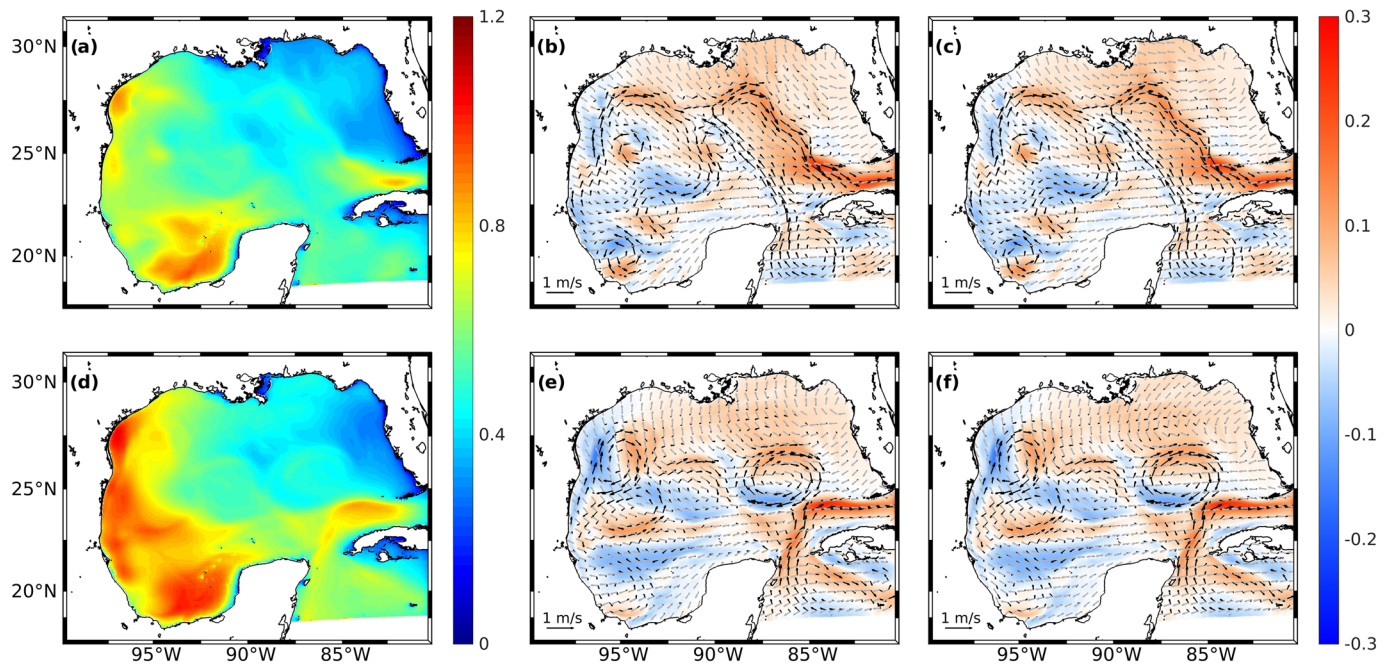 (a) 1.2 (b) (c) 0.3
30°N
0.2
25°N 0.8 0.1
20°N 0
1 m/s 1 m/s
(d) (e) (f)
30°N
0.4 -0.1
25°N
-0.2
20°N
1 m/s 1 m/s
0 -0.3
95°W 90°W 85°W 95°W 90°W 85°W 95°W 90°W 85°W